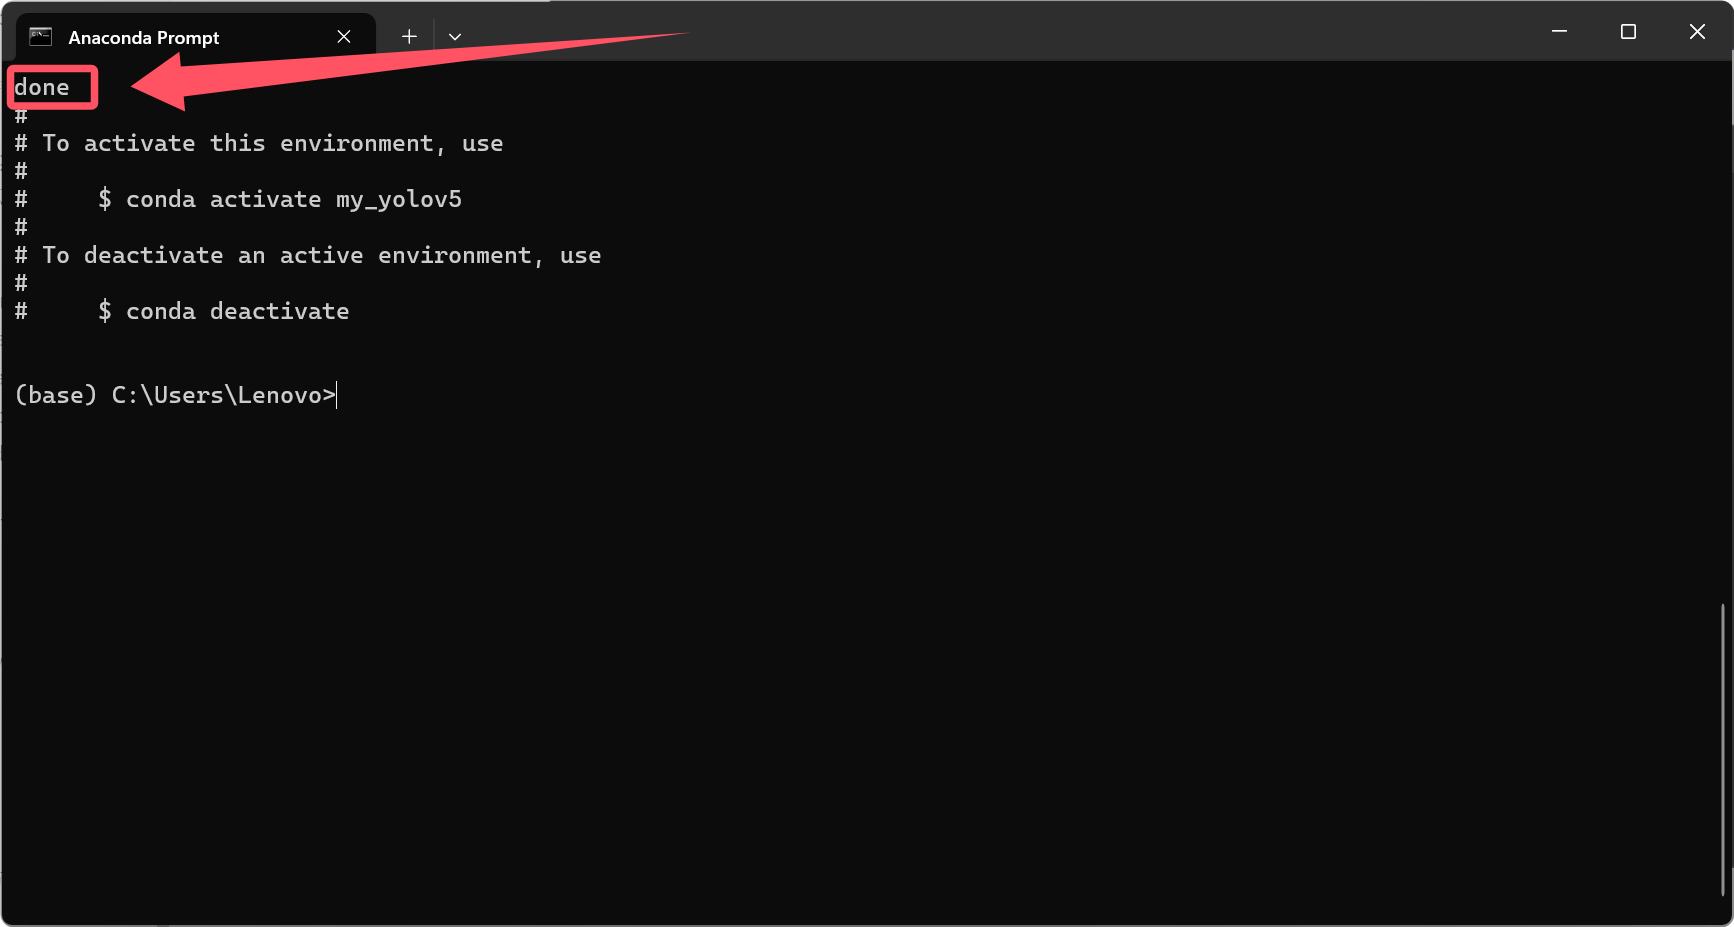 Anaconda Prompt
done
#
# To activate this environment, use
#
#     $ conda activate my_yolov5
#
# To deactivate an active environment, use
#
#     $ conda deactivate
(base) C:\Users\Lenovo>